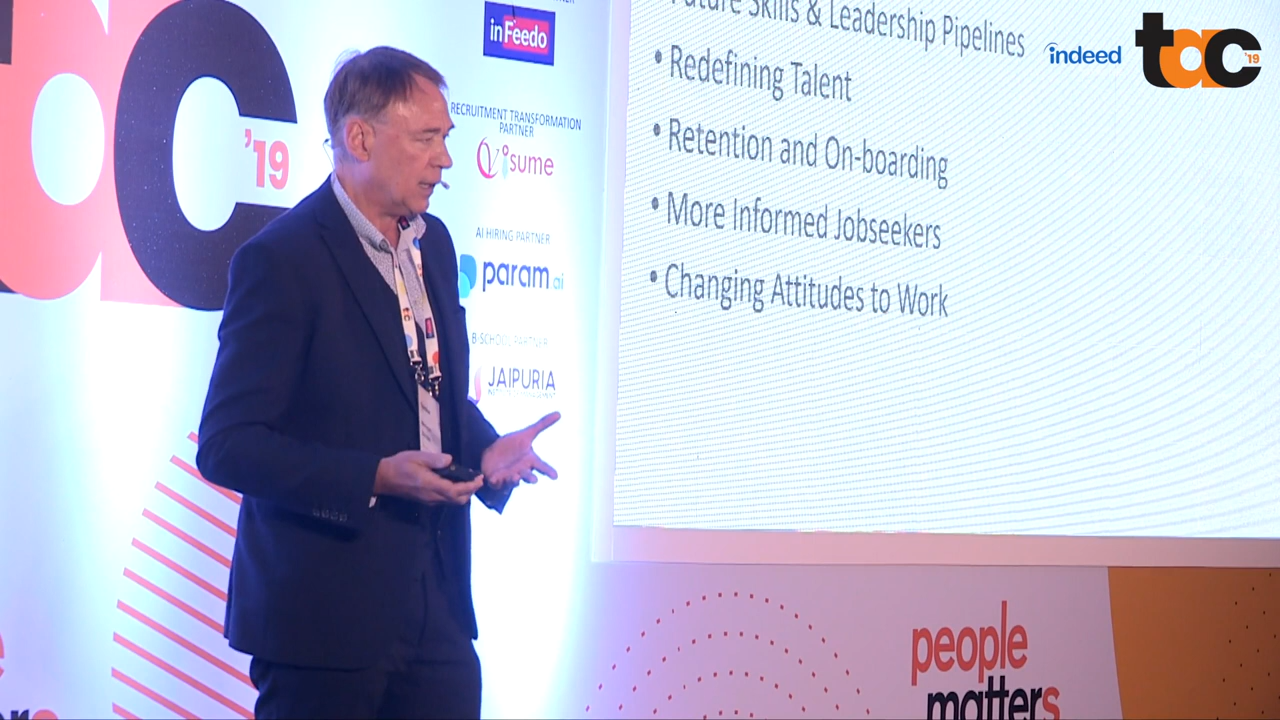 tac
'19
inFeedo
RECRUITMENT TRANSFORMATION
PARTNER
AI HIRING PARTNER
param ai
B-SCHOOL PARTNER
JAIPURIA
Future Skills & Leadership Pipelines
• Redefining Talent
• Retention and On-boarding
• More Informed Jobseekers
• Changing Attitudes to Work
indeed
tac
'19
people
matters